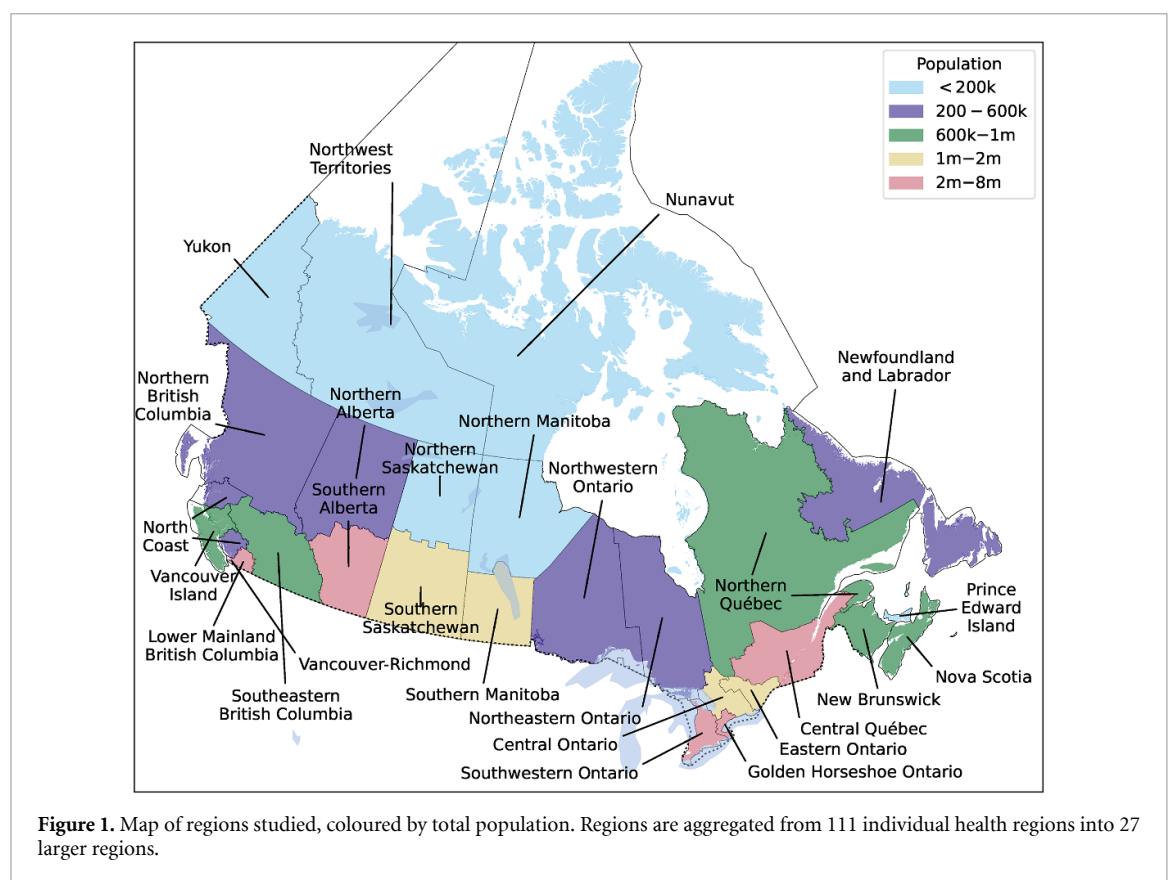 Population
< 200k
200 − 600k
600k−1m
1m−2m
2m−8m
Northwest
Territories
Nunavut
Yukon
Newfoundland
and Labrador
Northern
British
Columbia
Northern
Alberta
Northern Manitoba
Northern
Saskatchewan
Northwestern
Ontario
Southern
Alberta
North
Coast
Vancouver
Island
Northern
Québec
Prince
Edward
Island
Southern
Saskatchewan
Lower Mainland
British Columbia
Vancouver-Richmond
Nova Scotia
Southeastern
British Columbia
Southern Manitoba
New Brunswick
Northeastern Ontario
Central Québec
Central Ontario
Eastern Ontario
Southwestern Ontario
Golden Horseshoe Ontario
Figure 1. Map of regions studied, coloured by total population. Regions are aggregated from 111 individual health regions into 27
larger regions.